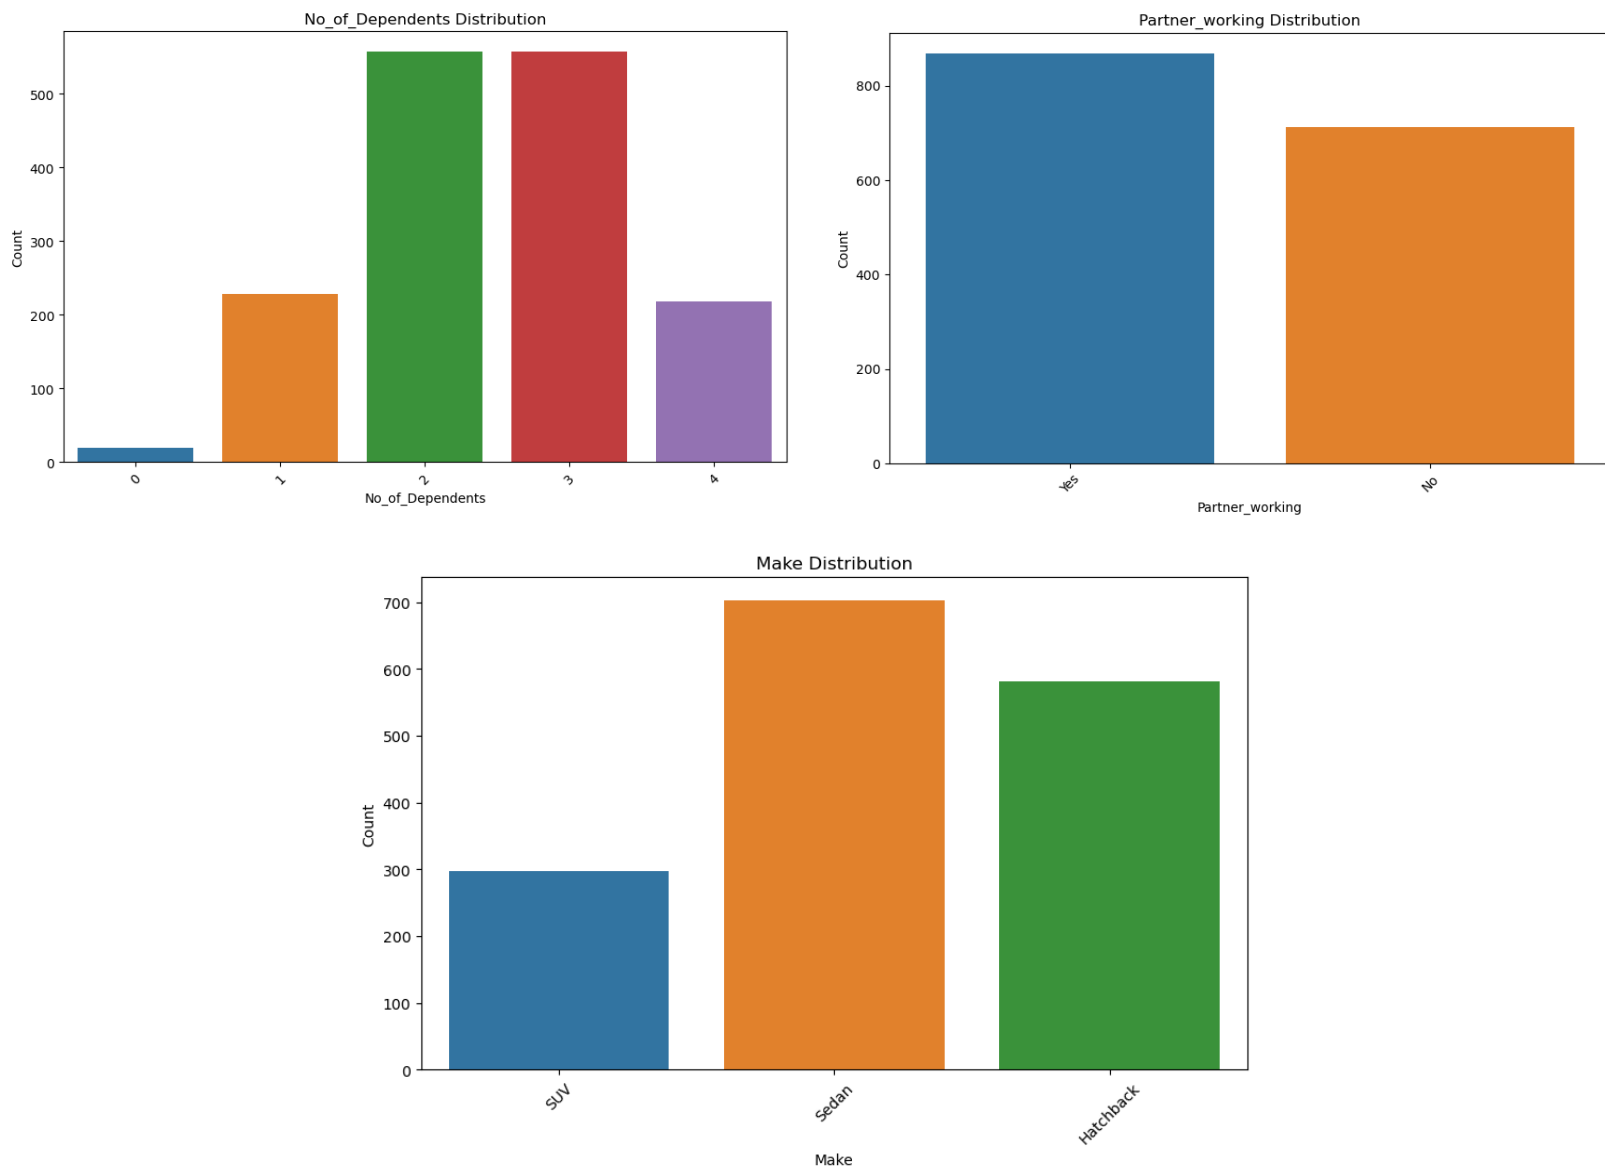 No_of_Dependents Distribution
500
400
300
200
100
0
Count
0
1
2
3
4
No_of_Dependents
Partner_working Distribution
800
600
400
200
0
Count
Yes
No
Partner_working
Make Distribution
700
600
500
400
300
200
100
0
Count
SUV
Sedan
Hatchback
Make